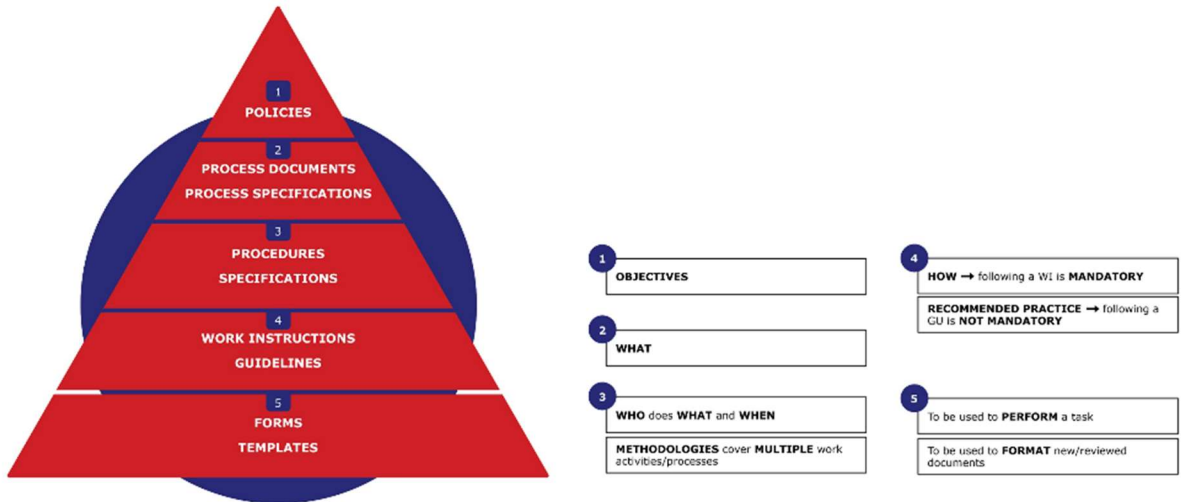 1
POLICIES
2
PROCESS DOCUMENTS
PROCESS SPECIFICATIONS
3
PROCEDURES
SPECIFICATIONS
4
WORK INSTRUCTIONS
GUIDELINES
5
FORMS
TEMPLATES
1
OBJECTIVES
2
WHAT
3
WHO does WHAT and WHEN
METHODOLOGIES cover MULTIPLE work
activities/processes
4
HOW → following a WI is MANDATORY
RECOMMENDED PRACTICE → following a
GU is NOT MANDATORY
5
To be used to PERFORM a task
To be used to FORMAT new/reviewed
documents